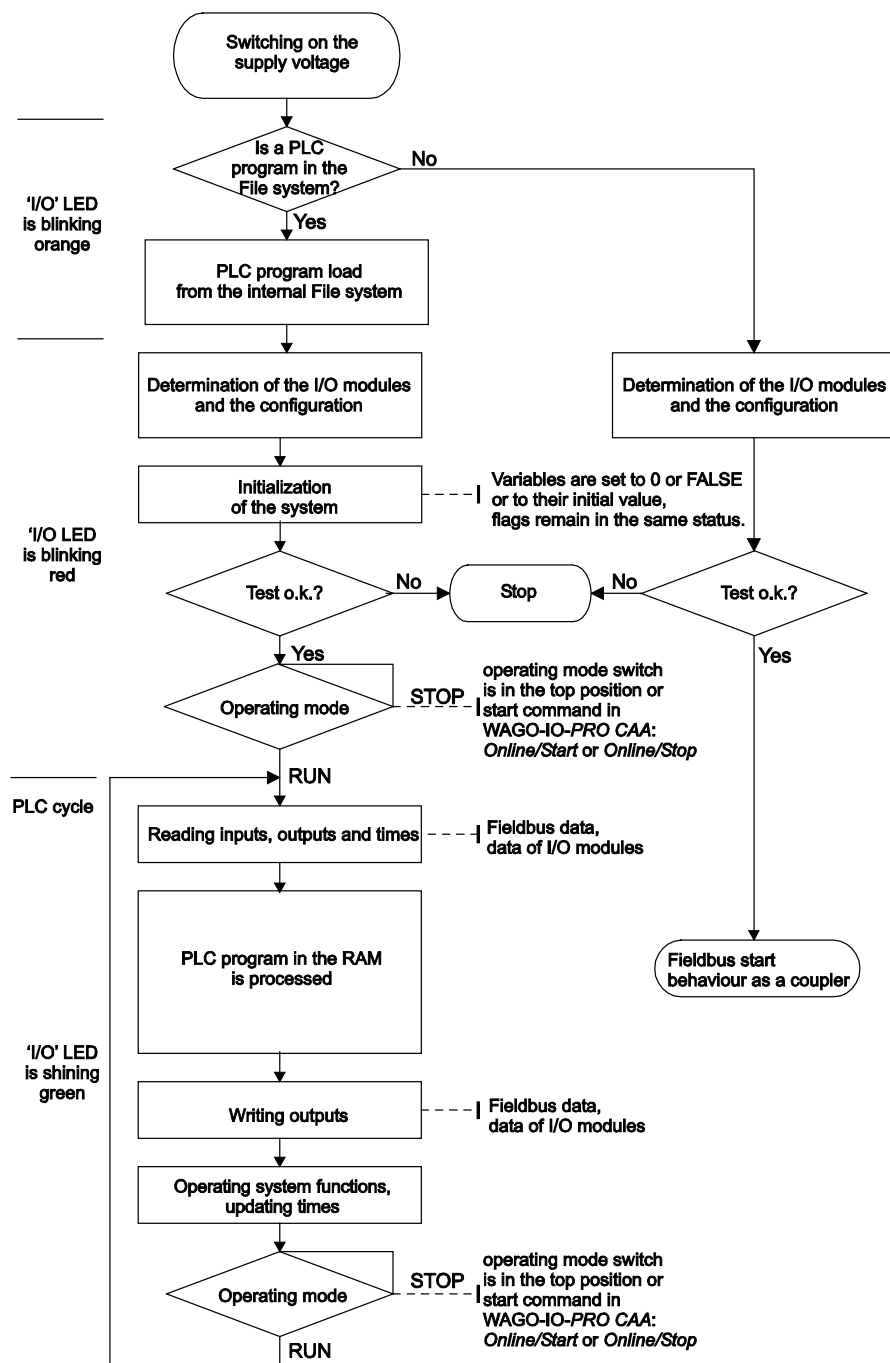 Switching on the
supply voltage
Is a PLC
program in the
File system?
No
'I/O' LED
is blinking
orange
Yes
PLC program load
from the internal File system
Determination of the I/O modules
and the configuration
Determination of the I/O modules
and the configuration
Initialization
of the system
Variables are set to 0 or FALSE
or to their initial value,
flags remain in the same status.
'I/O LED
is blinking
red
Test o.k.?
No
Stop
No
Test o.k.?
Yes
Yes
Operating mode
STOP
operating mode switch
is in the top position or
start command in
WAGO-IO-PRO CAA:
Online/Start or Online/Stop
RUN
PLC cycle
Reading inputs, outputs and times
Fieldbus data,
data of I/O modules
PLC program in the RAM
is processed
Fieldbus start
behaviour as a coupler
'I/O' LED
is shining
green
Writing outputs
Fieldbus data,
data of I/O modules
Operating system functions,
updating times
Operating mode
STOP
operating mode switch
is in the top position or
start command in
WAGO-IO-PRO CAA:
Online/Start or Online/Stop
RUN